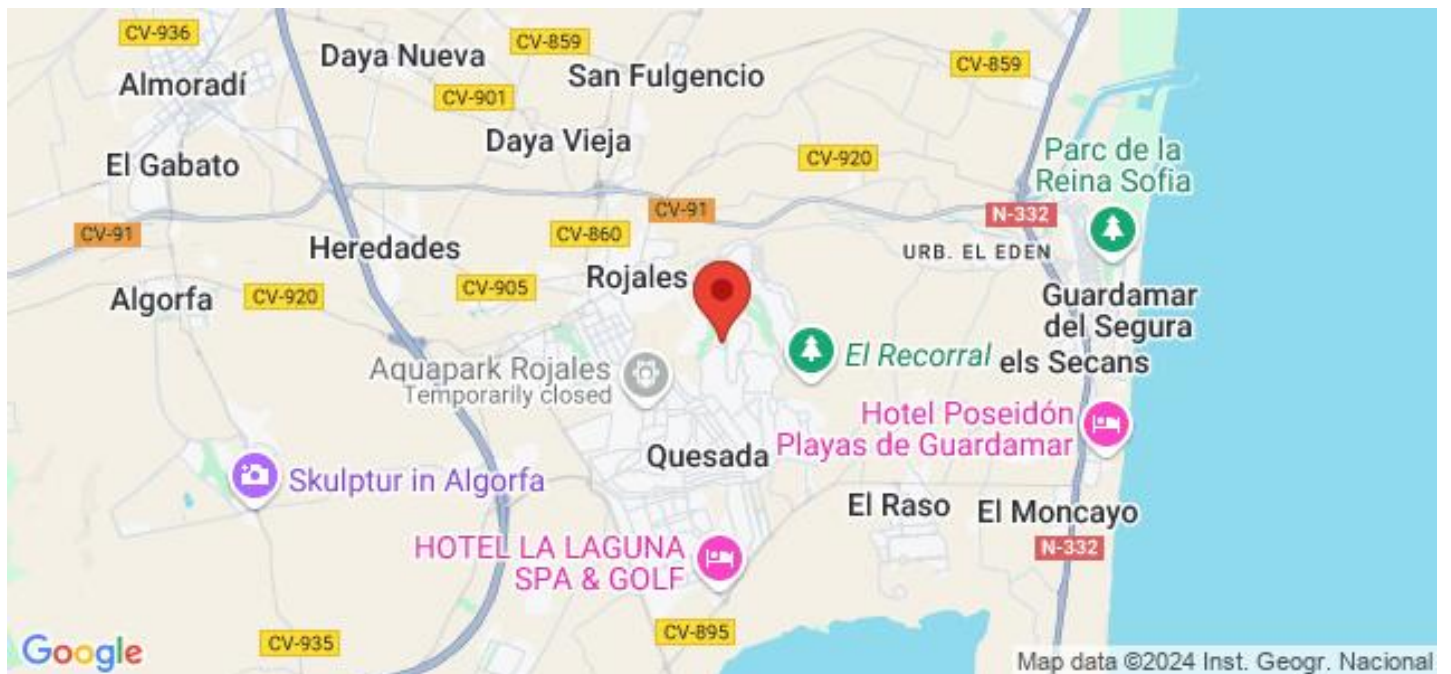 CV-936
Daya Nueva
CV-859
San Fulgencio
CV-859
Almoradí
CV-901
Daya Vieja
CV-920
Parc de la
Reina Sofia
El Gabato
CV-91
N-332
CV-91
Heredades
CV-860
URB. EL EDEN
Rojales
Algorfa
CV-920
CV-905
Guardamar
del Segura
El Recorral
els Secans
Aquapark Rojales
Temporarily closed
Hotel Poseidón
Playas de Guardamar
Quesada
Skulptur in Algorfa
El Raso
El Moncayo
HOTEL LA LAGUNA
SPA & GOLF
N-332
CV-895
CV-935
Google
Map data ©2024 Inst. Geogr. Nacional